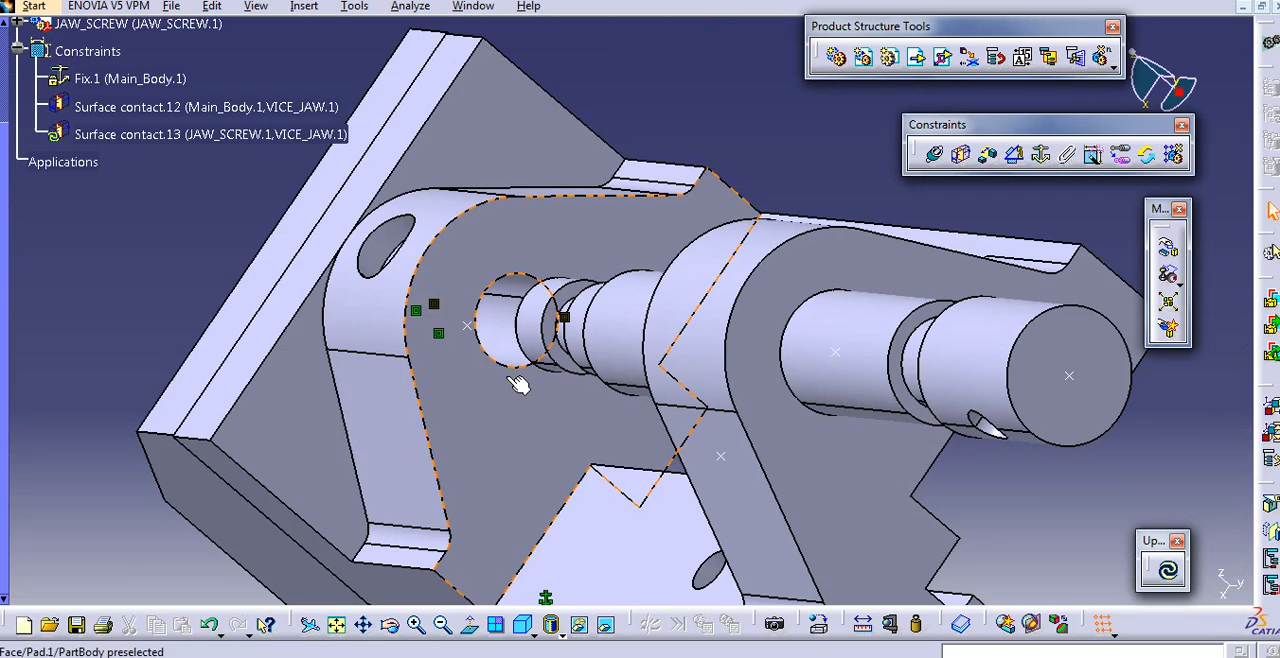 Start
ENOVIA V5 VPM
File
Edit
View
Insert
Tools
Analyze
Window
Help
JAW_SCREW (JAW_SCREW.1)
Constraints
Fix.1 (Main_Body.1)
Surface contact.12 (Main_Body.1,VICE_JAW.1)
Surface contact.13 (JAW_SCREW.1,VICE_JAW.1)
Applications
Product Structure Tools
Constraints
M...
Up...
x
z
y
x
Face/Pad.1/PartBody preselected